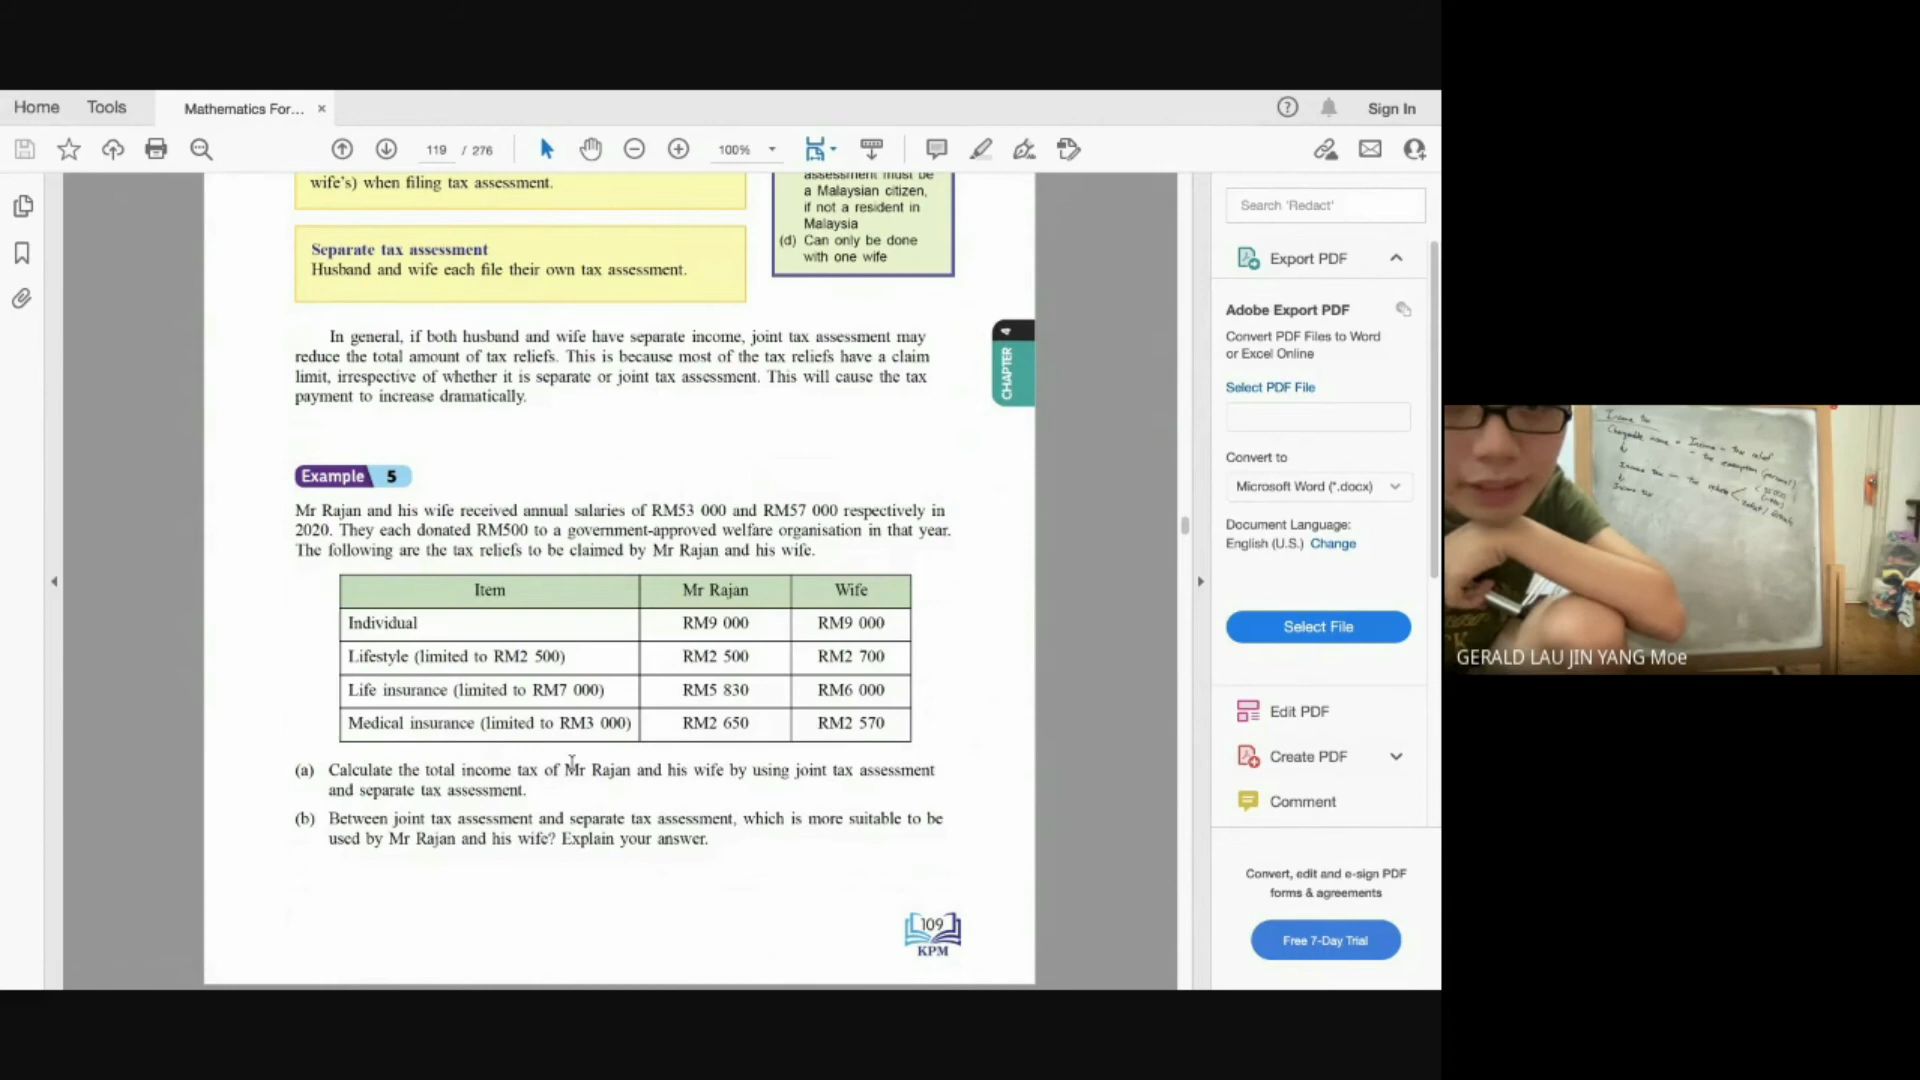 Home
Tools
Mathematics For...
Sign In
119 / 276
100%
wife's) when filing tax assessment.
assessment must be
a Malaysian citizen,
if not a resident in
Malaysia
(d) Can only be done
with one wife
Separate tax assessment
Husband and wife each file their own tax assessment.
In general, if both husband and wife have separate income, joint tax assessment may
reduce the total amount of tax reliefs. This is because most of the tax reliefs have a claim
limit, irrespective of whether it is separate or joint tax assessment. This will cause the tax
payment to increase dramatically.
CHAPTER 4
Example 5
Mr Rajan and his wife received annual salaries of RM53 000 and RM57 000 respectively in
2020. They each donated RM500 to a government-approved welfare organisation in that year.
The following are the tax reliefs to be claimed by Mr Rajan and his wife.
Item Mr Rajan Wife
Individual RM9 000 RM9 000
Lifestyle (limited to RM2 500) RM2 500 RM2 700
Life insurance (limited to RM7 000) RM5 830 RM6 000
Medical insurance (limited to RM3 000) RM2 650 RM2 570
(a) Calculate the total income tax of Mr Rajan and his wife by using joint tax assessment
and separate tax assessment.
(b) Between joint tax assessment and separate tax assessment, which is more suitable to be
used by Mr Rajan and his wife? Explain your answer.
109
KPM
Search 'Redact'
Export PDF
Adobe Export PDF
Convert PDF Files to Word
or Excel Online
Select PDF File
Convert to
Microsoft Word (*.docx)
Document Language:
English (U.S.) Change
Select File
Edit PDF
Create PDF
Comment
Convert, edit and e-sign PDF
forms & agreements
Free 7-Day Trial
Income tax
Chargeable income = Income - tax relief
- tax exemption
Income tax
GERALD LAU JIN YANG Moe